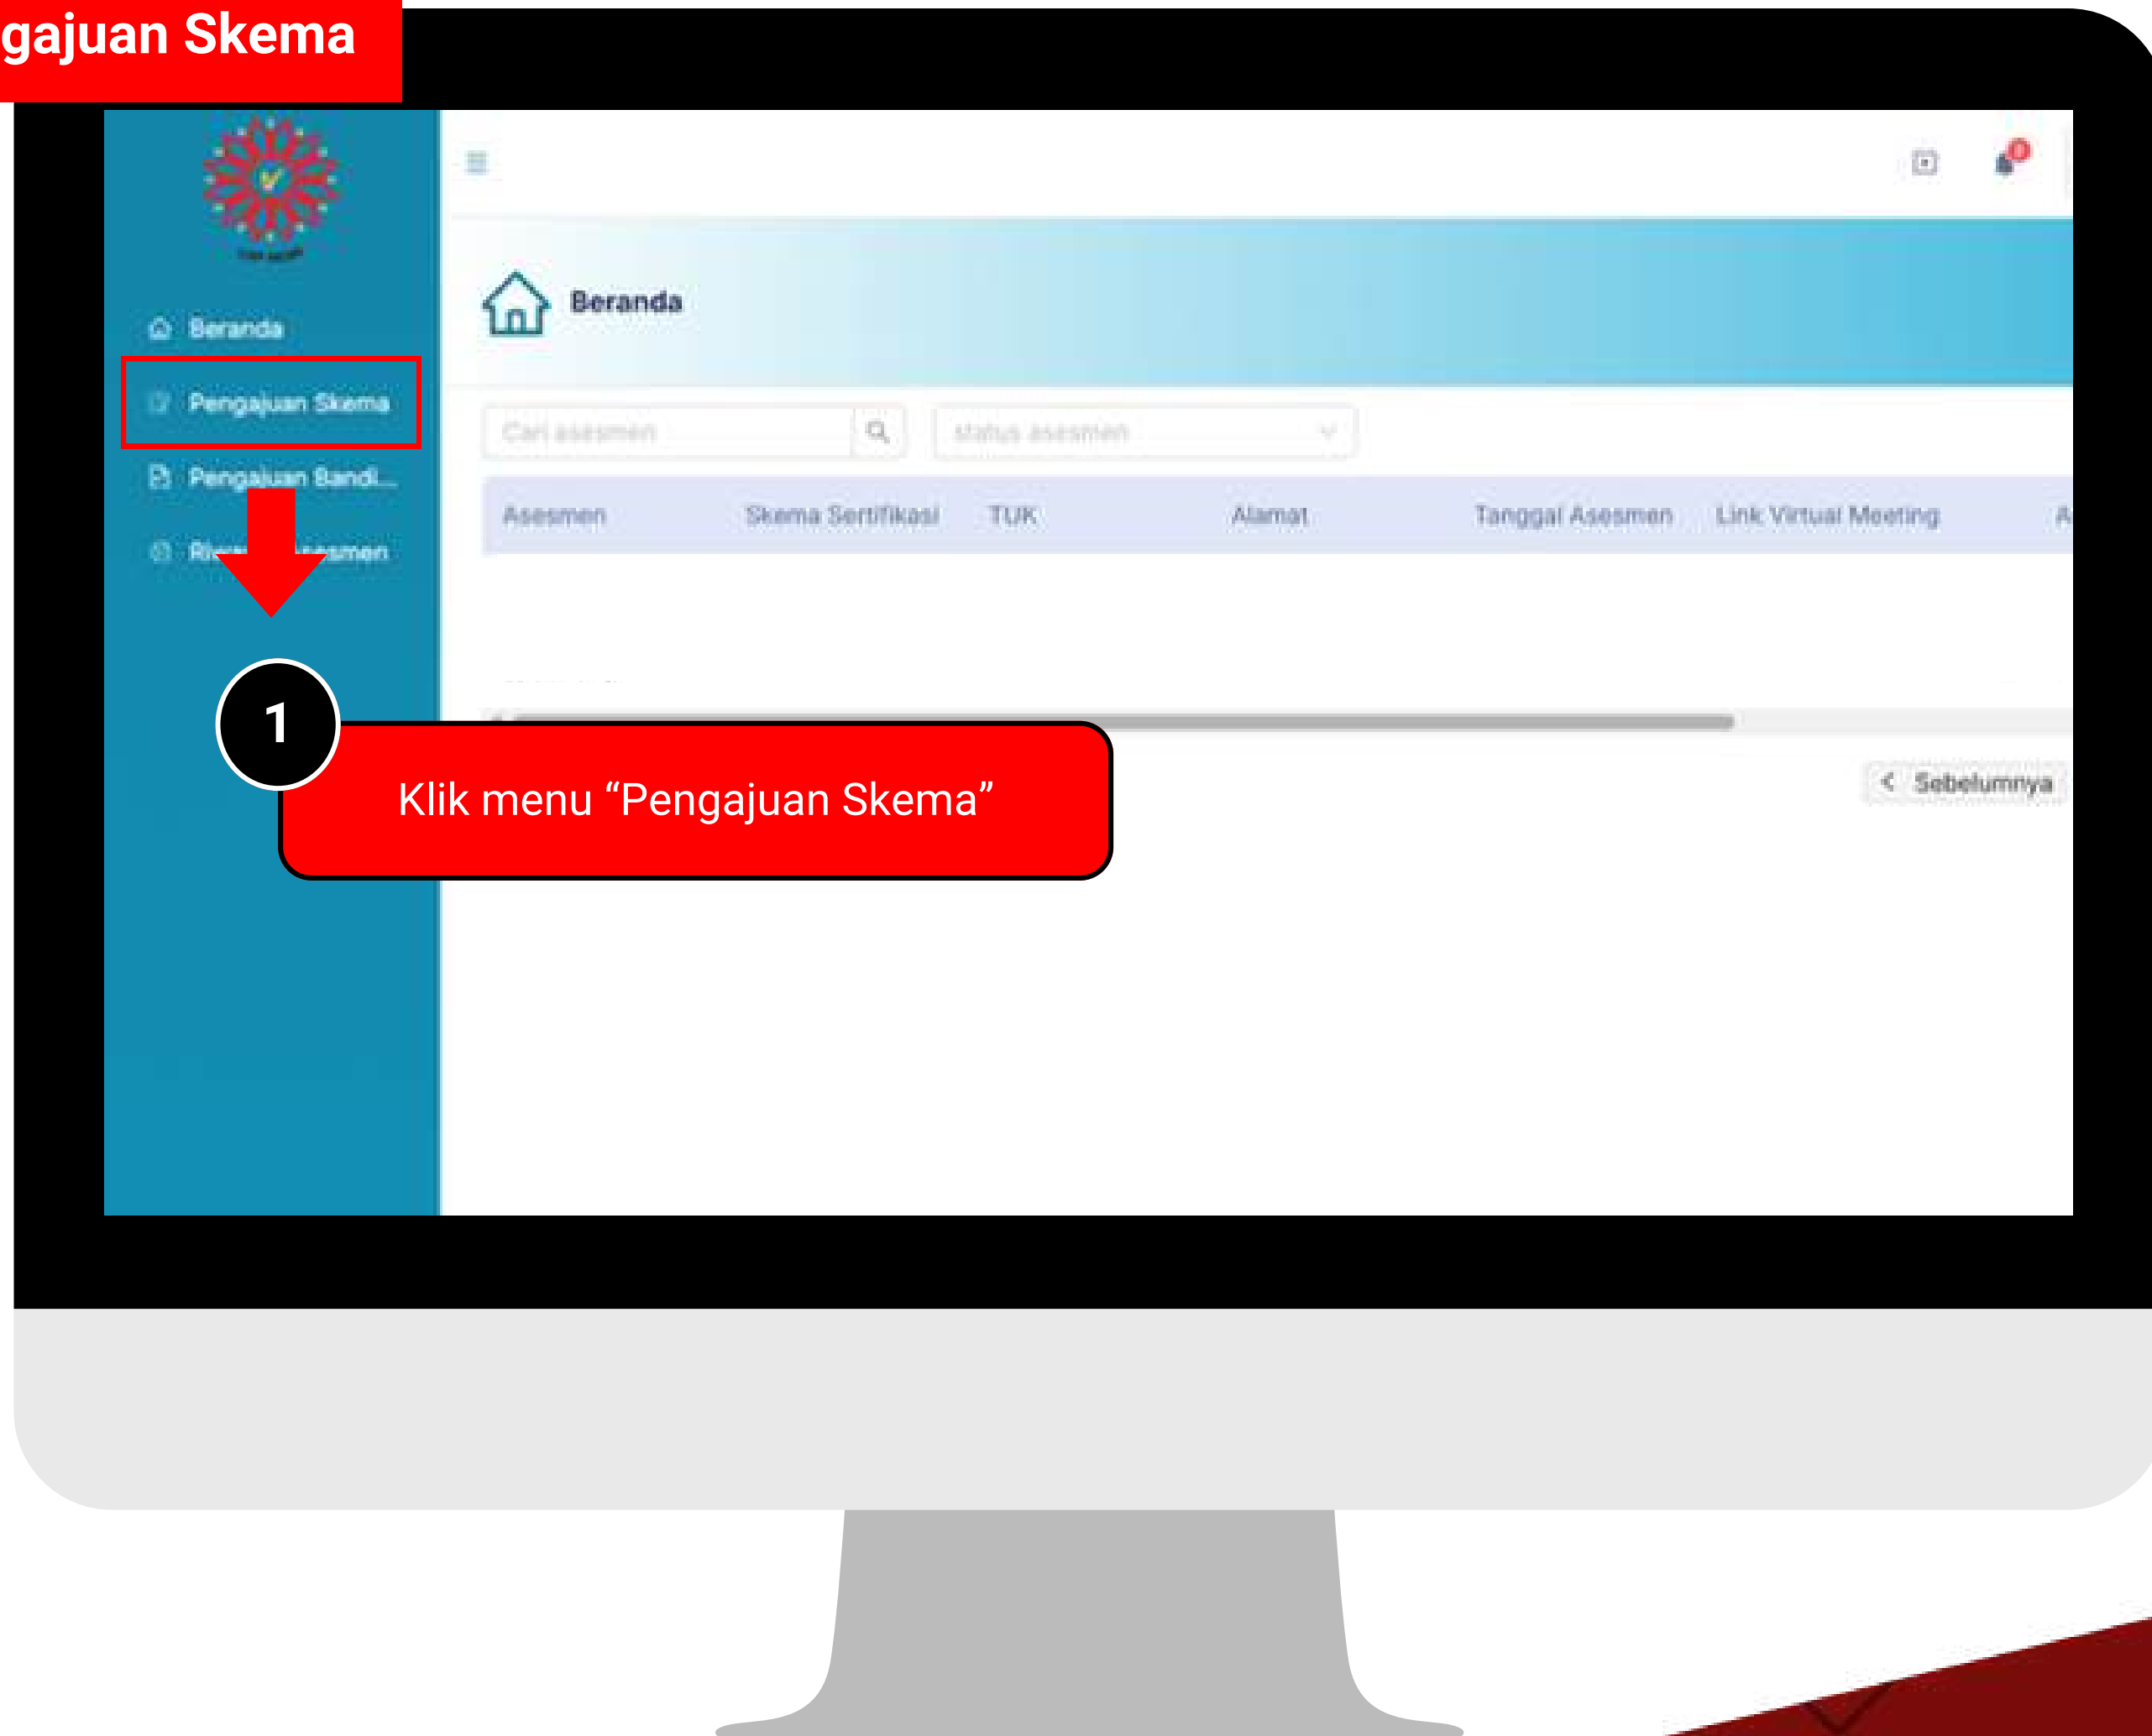 gajuan Skema
Beranda
Beranda
Pengajuan Skema
Cari asesmen
status asesmen
Pengajuan Bandi...
Asesmen Skema Sertifikasi TUK Alamat Tanggal Asesmen Link Virtual Meeting A
1
Klik menu “Pengajuan Skema”
< Sebelumnya